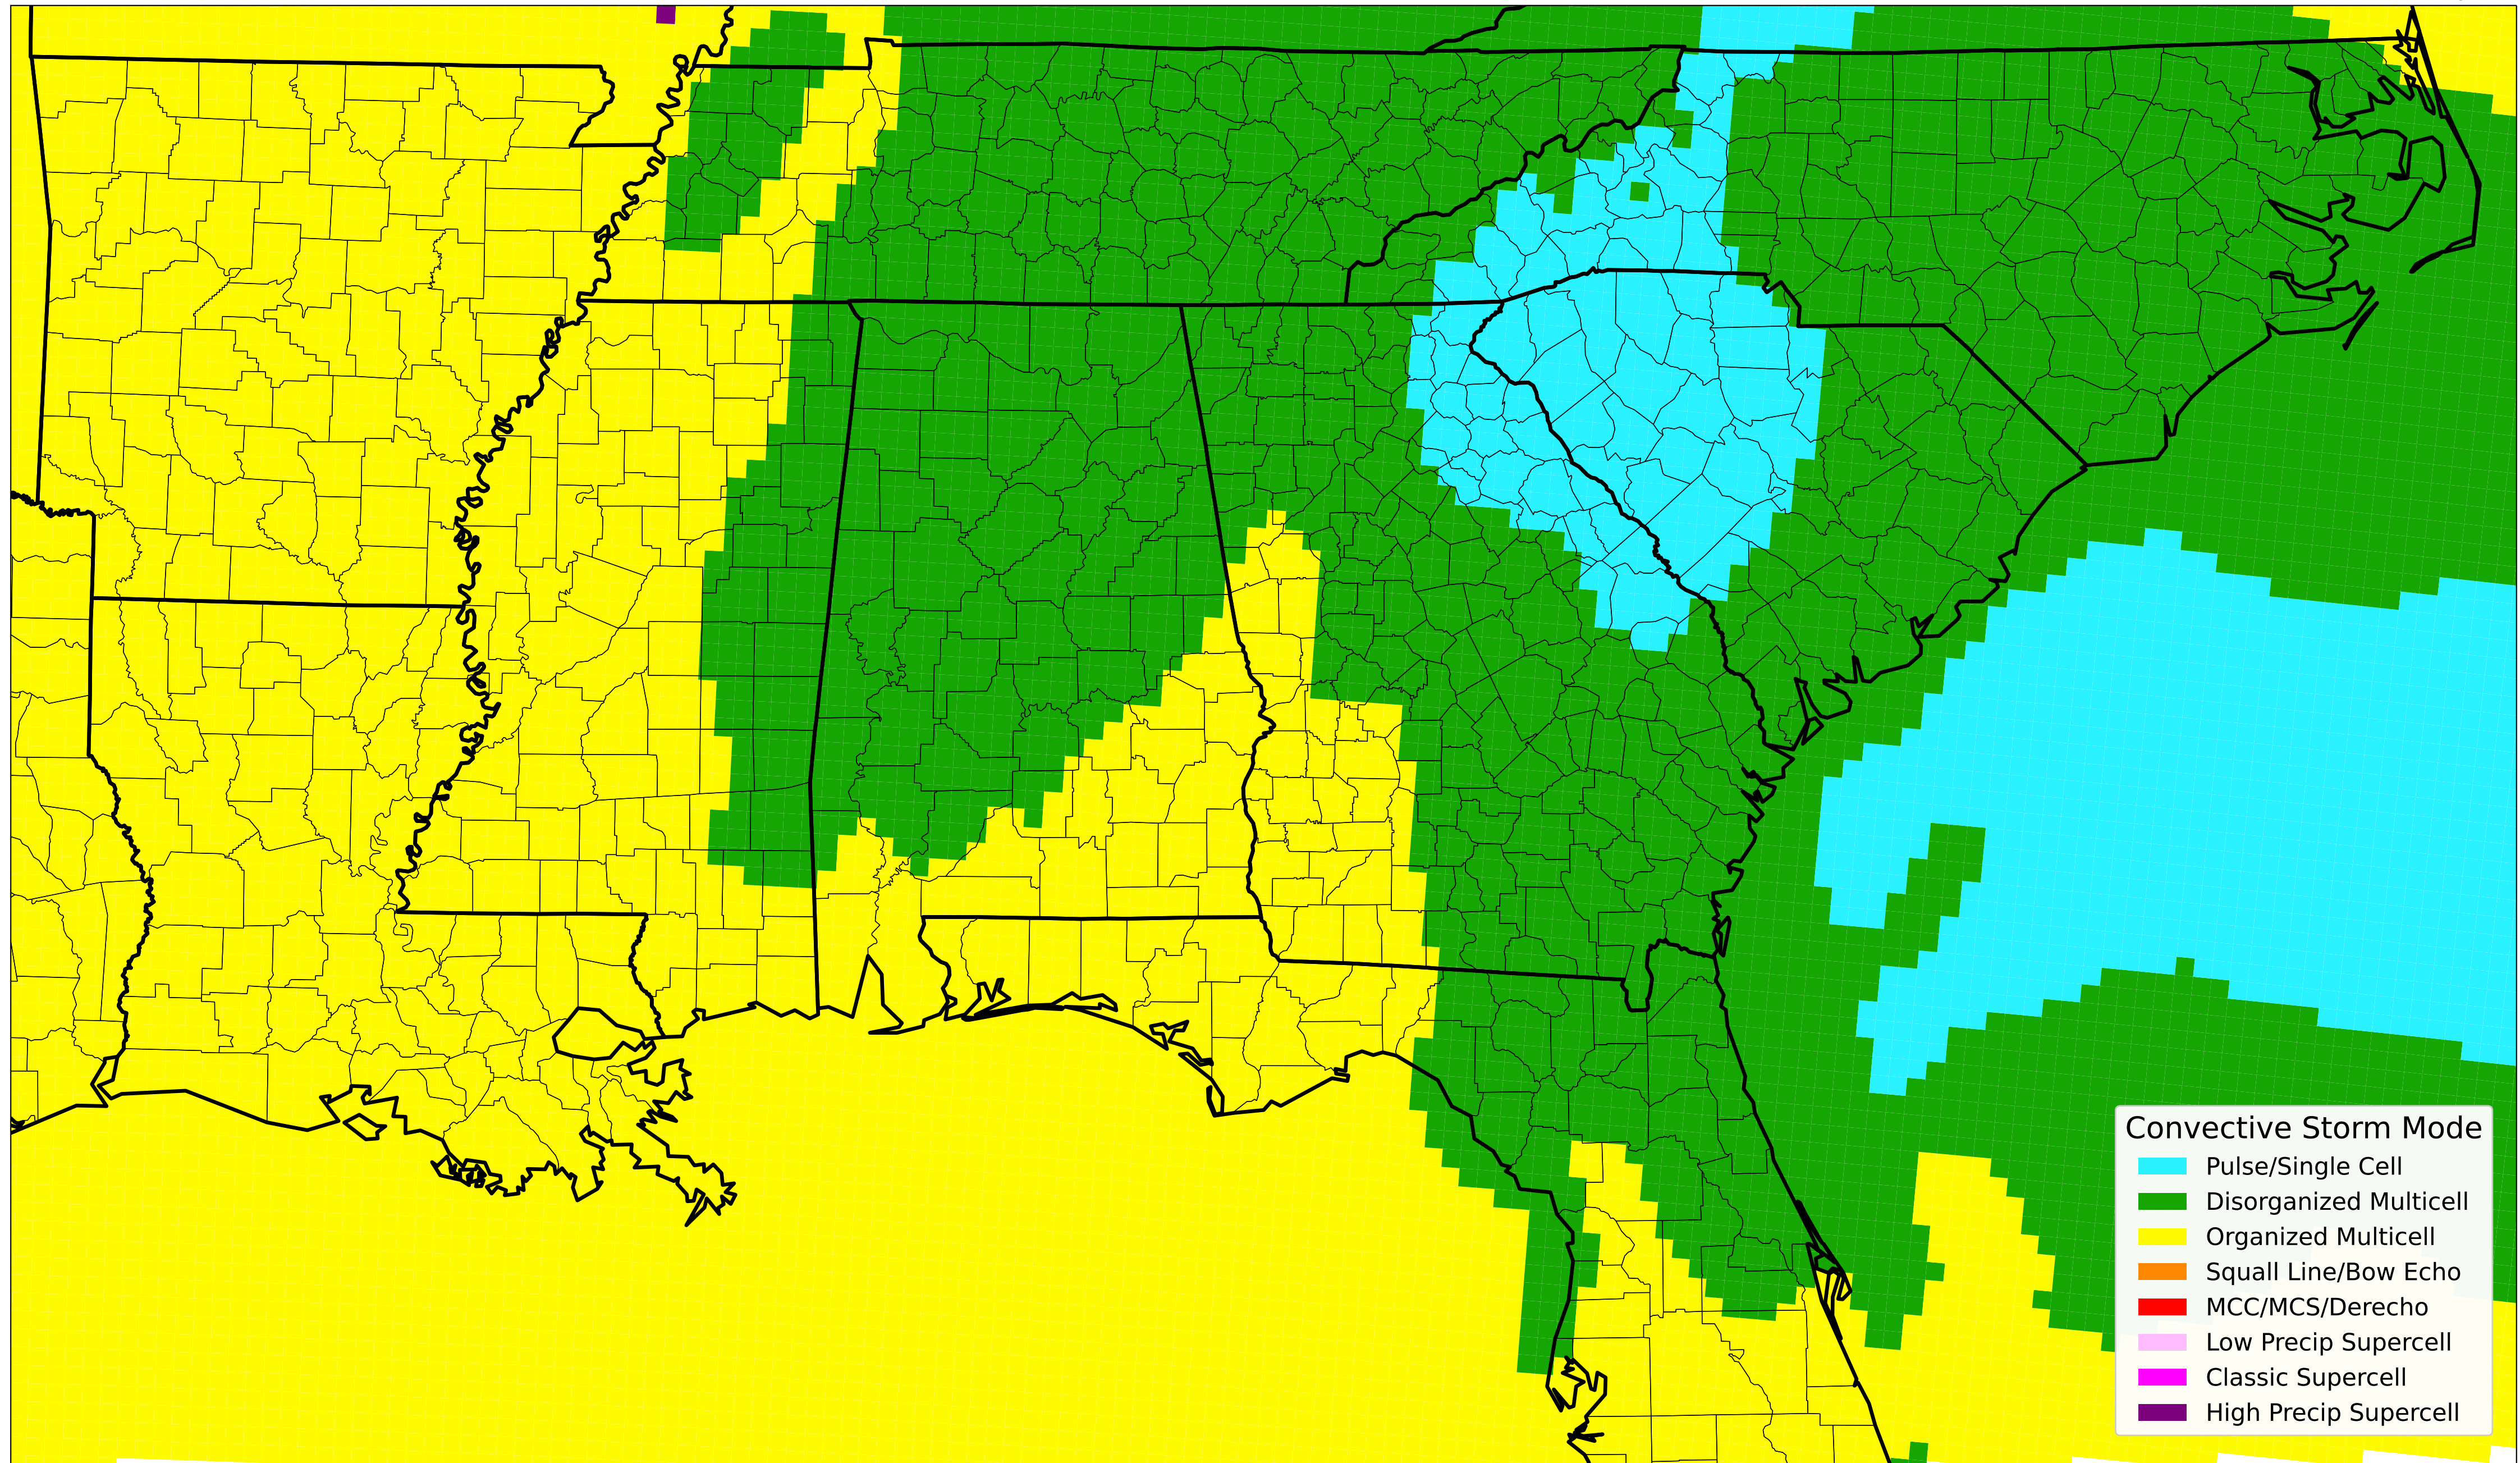 Convective Storm Mode
Pulse/Single Cell
Disorganized Multicell
Organized Multicell
Squall Line/Bow Echo
MCC/MCS/Derecho
Low Precip Supercell
Classic Supercell
High Precip Supercell